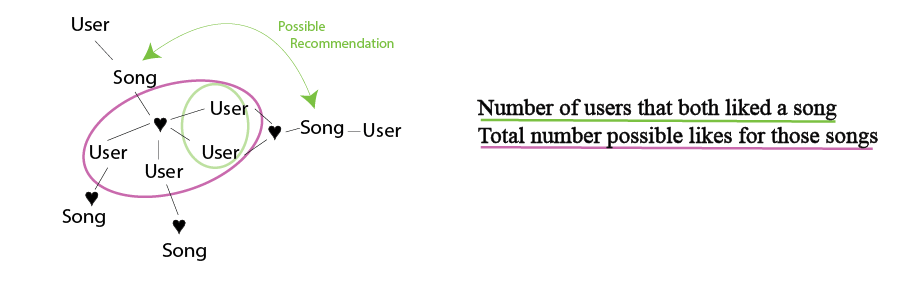 User
Possible
Recommendation
Song
User
Song
User
User
User
User
Song
Song
Number of users that both liked a song
Total number possible likes for those songs